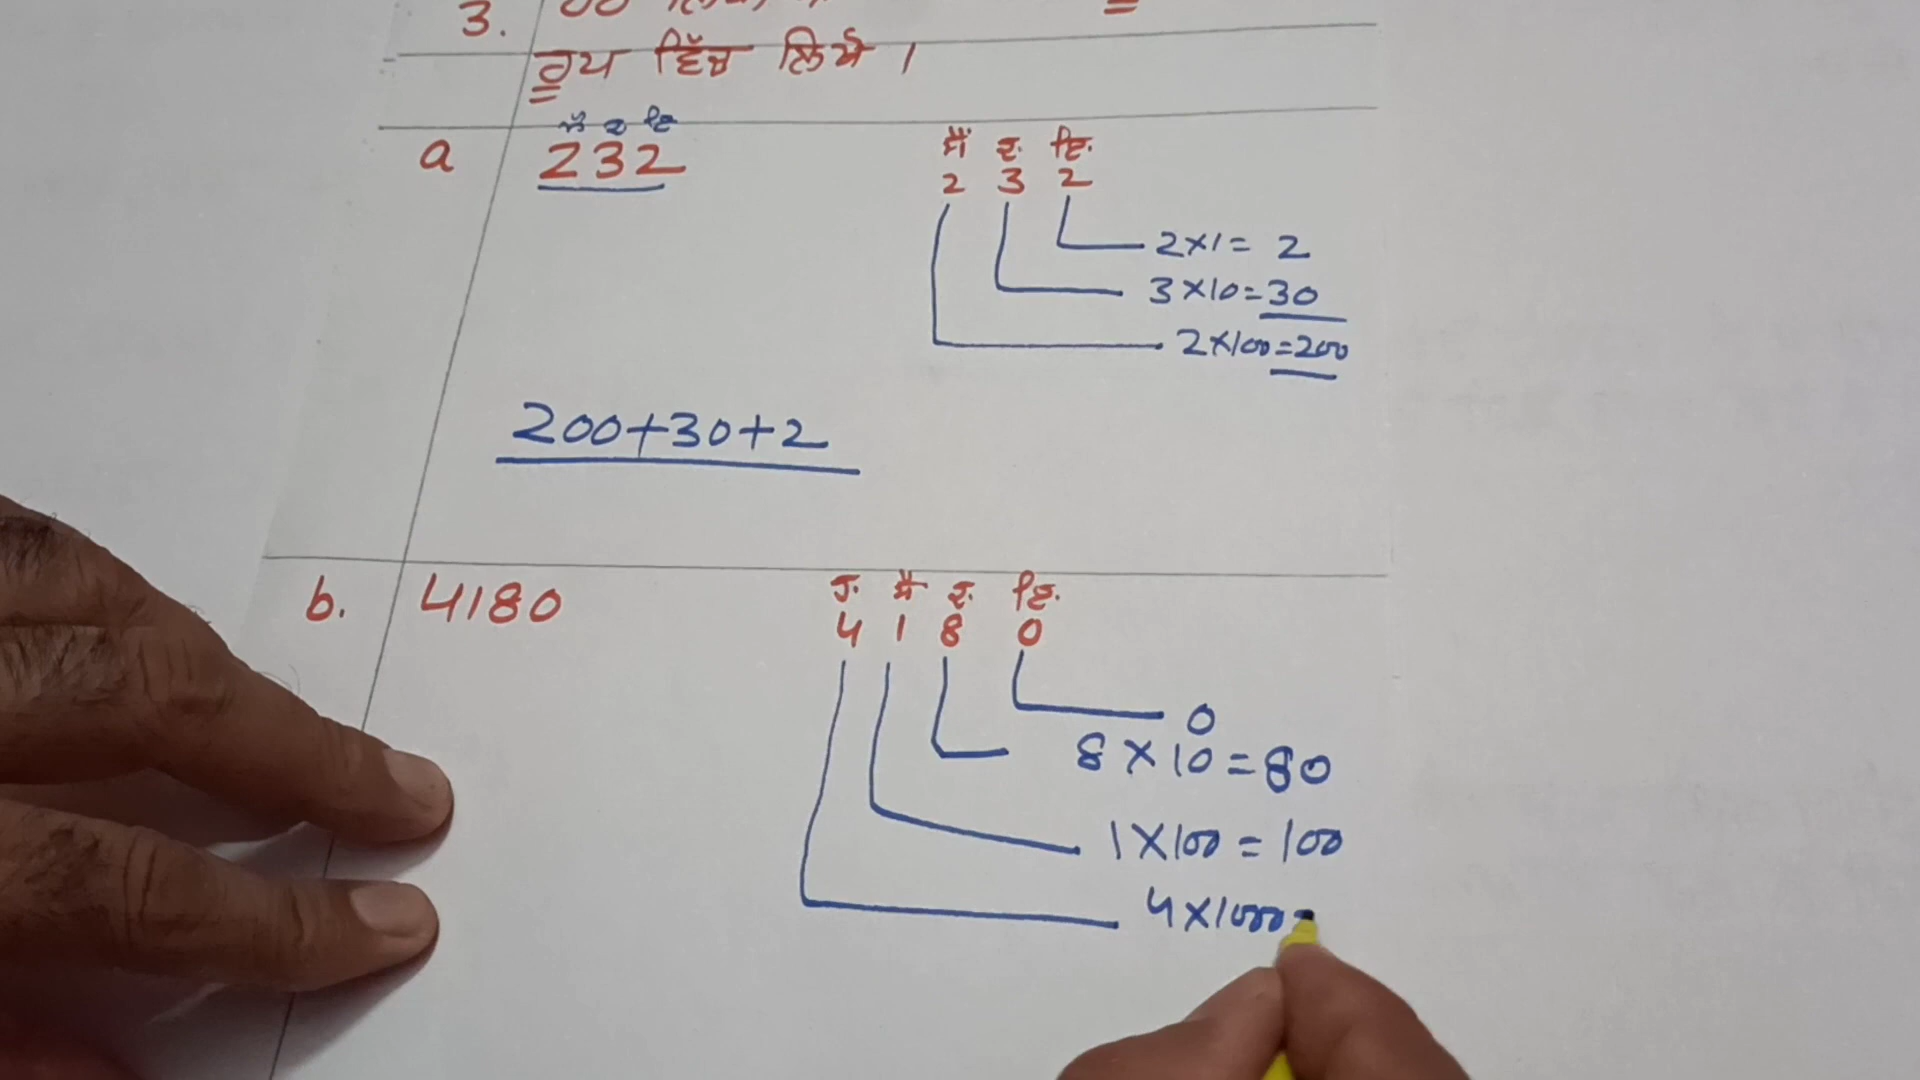 3.
ਰੂਪ ਵਿੱਚ ਲਿਖੋ ।
ਸੈਂ ਦ ਇ
a 232
ਸੈਂ ਦ. ਇ.
2 3 2
2×1= 2
3×10=30
2×100=200
200+30+2
b. 4180
ਹ. ਸੈਂ ਦ. ਇ.
4 1 8 0
0
8×10=80
1×100=100
4×1000=